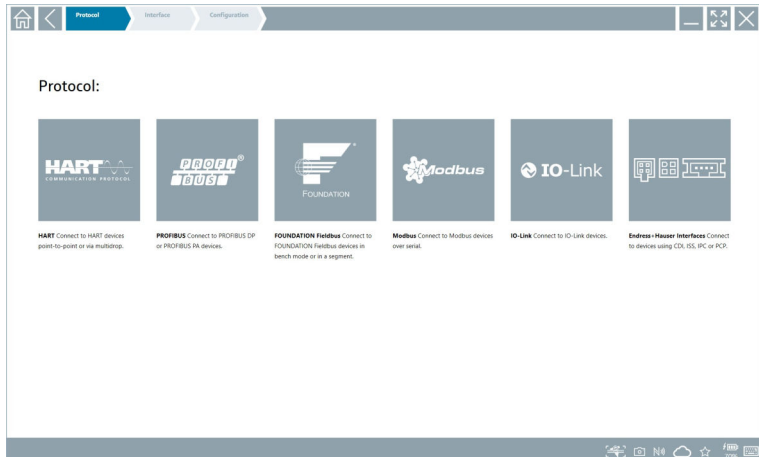 Protocol
Interface
Configuration
Protocol:
HART
COMMUNICATION PROTOCOL
PROFI
BUS
FOUNDATION
Modbus
IO-Link
HART Connect to HART devices
point-to-point or via multidrop.
PROFIBUS Connect to PROFIBUS DP
or PROFIBUS PA devices.
FOUNDATION Fieldbus Connect to
FOUNDATION Fieldbus devices in
bench mode or in a segment.
Modbus Connect to Modbus devices
over serial.
IO-Link Connect to IO-Link devices.
Endress+Hauser Interfaces Connect
to devices using CDI, ISS, IPC or PCP.